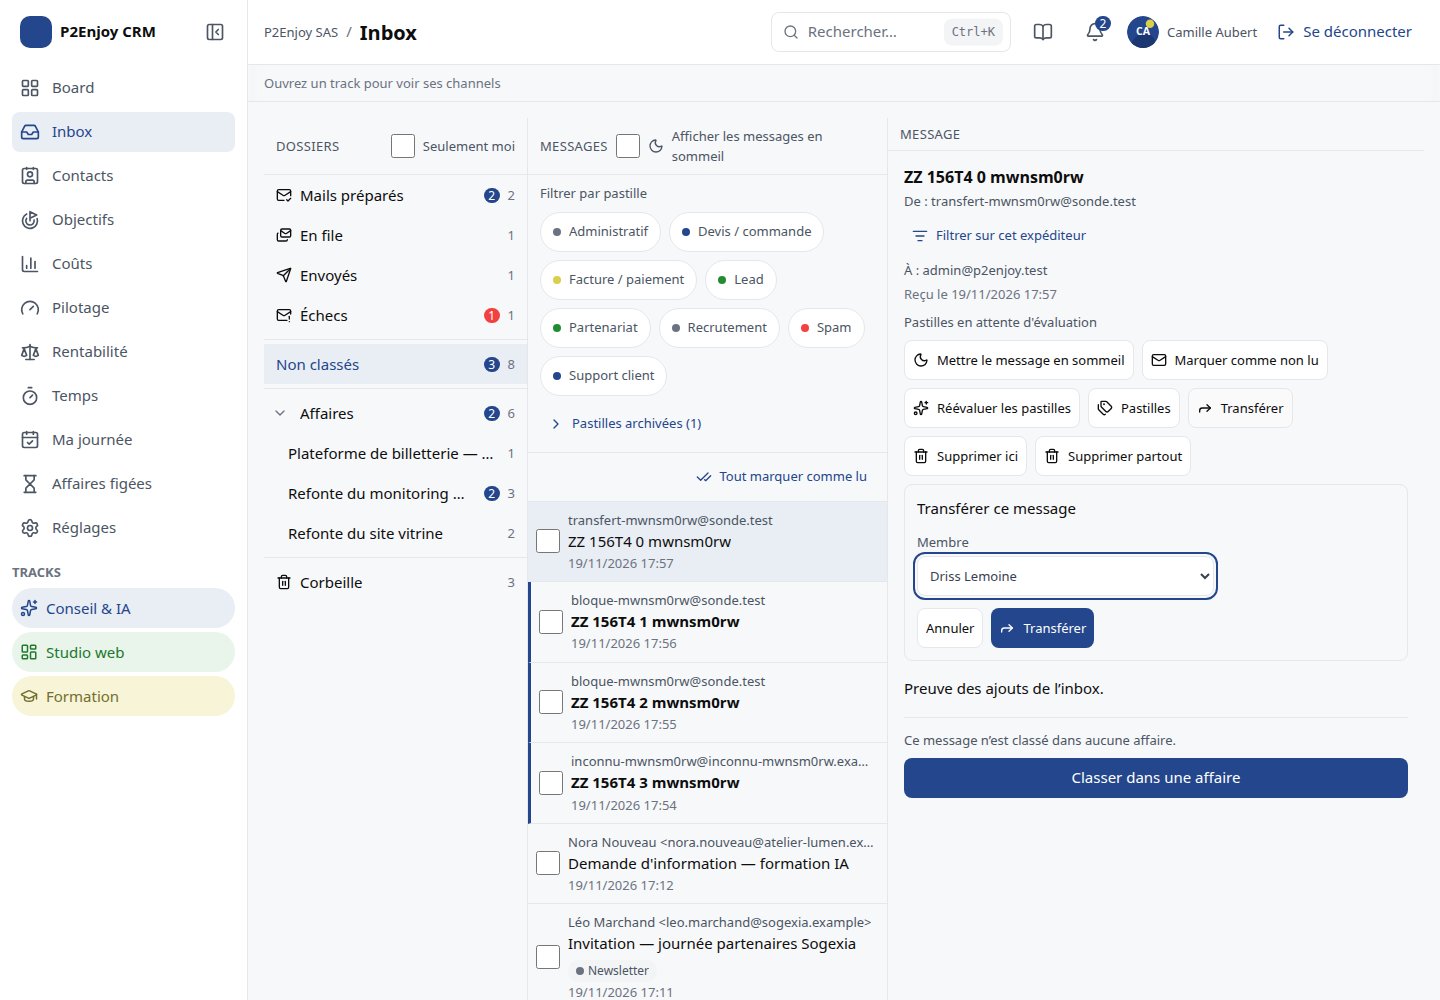 P2Enjoy CRM
Board
Inbox
Contacts
Objectifs
Coûts
Pilotage
Rentabilité
Temps
Ma journée
Affaires figées
Réglages
TRACKS
Conseil & IA
Studio web
Formation
P2Enjoy SAS / Inbox
Rechercher... Ctrl+K
2
CA Camille Aubert
Se déconnecter
Ouvrez un track pour voir ses channels
DOSSIERS Seulement moi
Mails préparés 2 2
En file 1
Envoyés 1
Échecs 1 1
Non classés 3 8
Affaires 2 6
Plateforme de billetterie — ... 1
Refonte du monitoring ... 2 3
Refonte du site vitrine 2
Corbeille 3
MESSAGES Afficher les messages en
sommeil
Filtrer par pastille
Administratif Devis / commande
Facture / paiement Lead
Partenariat Recrutement Spam
Support client
Pastilles archivées (1)
Tout marquer comme lu
transfert-mwnsm0rw@sonde.test
ZZ 156T4 0 mwnsm0rw
19/11/2026 17:57
bloque-mwnsm0rw@sonde.test
ZZ 156T4 1 mwnsm0rw
19/11/2026 17:56
bloque-mwnsm0rw@sonde.test
ZZ 156T4 2 mwnsm0rw
19/11/2026 17:55
inconnu-mwnsm0rw@inconnu-mwnsm0rw.exa...
ZZ 156T4 3 mwnsm0rw
19/11/2026 17:54
Nora Nouveau <nora.nouveau@atelier-lumen.ex...
Demande d'information — formation IA
19/11/2026 17:12
Léo Marchand <leo.marchand@sogexia.example>
Invitation — journée partenaires Sogexia
Newsletter
19/11/2026 17:11
MESSAGE
ZZ 156T4 0 mwnsm0rw
De : transfert-mwnsm0rw@sonde.test
Filtrer sur cet expéditeur
À : admin@p2enjoy.test
Reçu le 19/11/2026 17:57
Pastilles en attente d'évaluation
Mettre le message en sommeil Marquer comme non lu
Réévaluer les pastilles Pastilles Transférer
Supprimer ici Supprimer partout
Transférer ce message
Membre
Driss Lemoine
Annuler Transférer
Preuve des ajouts de l’inbox.
Ce message n’est classé dans aucune affaire.
Classer dans une affaire